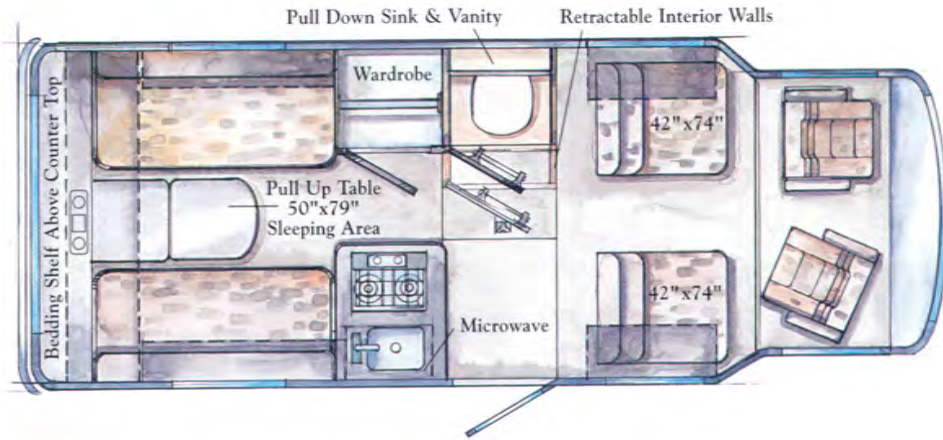 Pull Down Sink & Vanity
Retractable Interior Walls
Wardrobe
42"x74"
Bedding Shelf Above Counter Top
Pull Up Table
50"x79"
Sleeping Area
42"x74"
Microwave